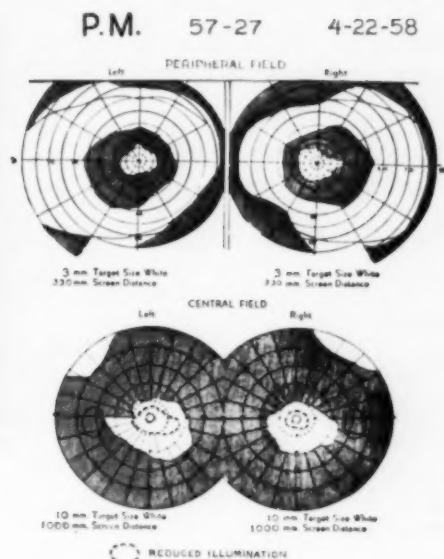 P.M. 57-27 4-22-58
PERIPHERAL FIELD
Left Right
3 mm. Target Size White 3 mm. Target Size White
330 mm. Screen Distance 330 mm. Screen Distance
CENTRAL FIELD
Left Right
10 mm. Target Size White 10 mm. Target Size White
1000 mm. Screen Distance 1000 mm. Screen Distance
REDUCED ILLUMINATION